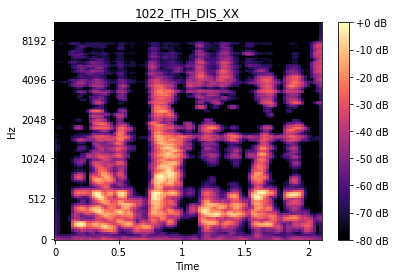 1022_ITH_DIS_XX
8192
4096
2048
1024
512
0
Hz
0
0.5
1
1.5
2
Time
+0 dB
-10 dB
-20 dB
-30 dB
-40 dB
-50 dB
-60 dB
-70 dB
-80 dB